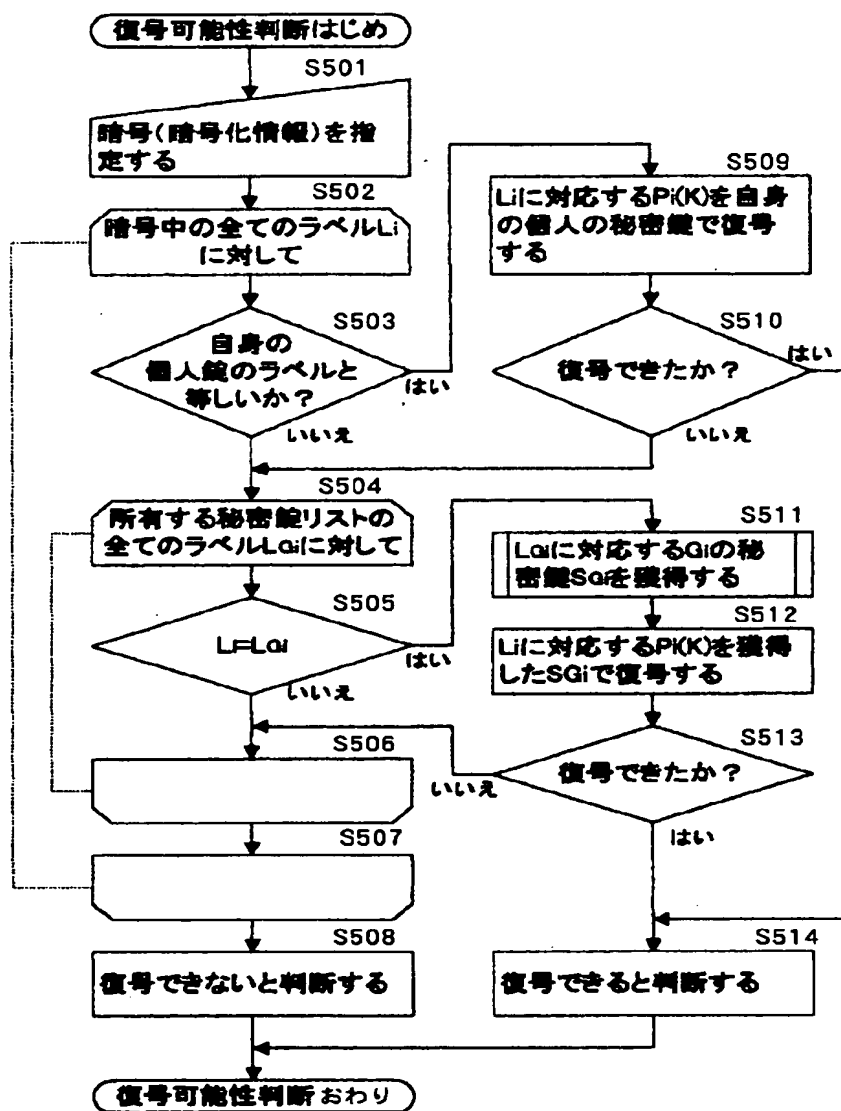 復号可能性判断はじめ
S501
暗号(暗号化情報)を指
定する
S502
暗号中の全てのラベルLi
に対して
S503
自身の
個人錠のラベルと
等しいか?
はい
いいえ
S509
Liに対応するPi(K)を自身
の個人の秘密鍵で復号
する
S510
復号できたか?
はい
いいえ
S504
所有する秘密錠リストの
全てのラベルLGiに対して
S505
Li=LGi
はい
いいえ
S511
LGiに対応するGiの秘
密鍵SGiを獲得する
S512
Liに対応するPi(K)を獲得
したSGiで復号する
S506
S513
復号できたか?
いいえ
はい
S507
S508
復号できないと判断する
S514
復号できると判断する
復号可能性判断おわり